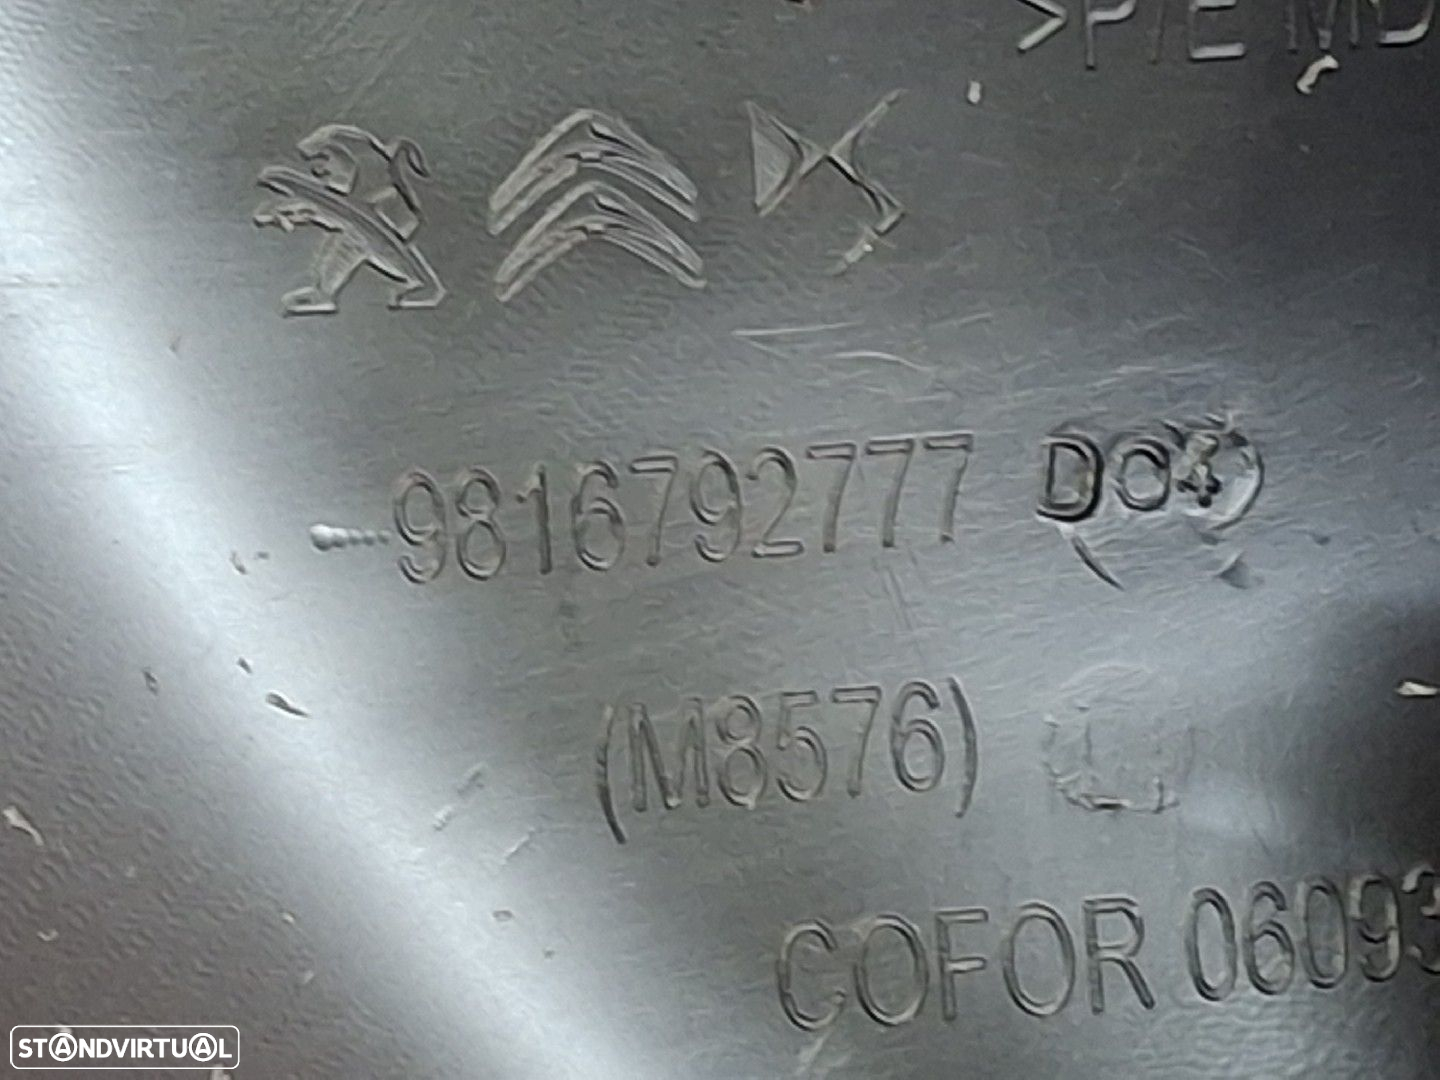 >P/E MD
9816792777 D04
(M8576)
COFOR 06093
STANDVIRTUAL